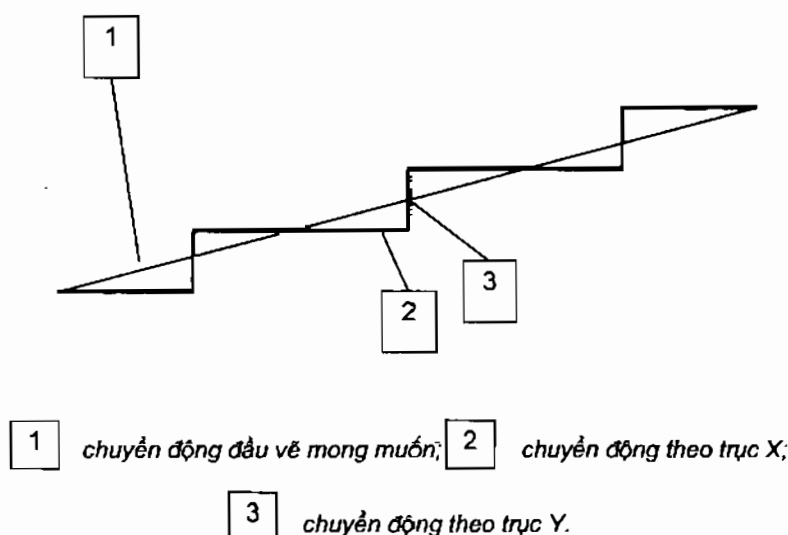 1
3
2
1 chuyển động đầu vẽ mong muốn; 2 chuyển động theo trục X;
3 chuyển động theo trục Y.